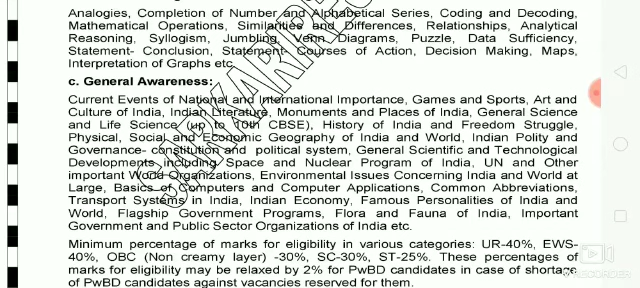 Analogies, Completion of Number and Alphabetical Series, Coding and Decoding,
Mathematical Operations, Similarities and Differences, Relationships, Analytical
Reasoning, Syllogism, Jumbling, Venn Diagrams, Puzzle, Data Sufficiency,
Statement- Conclusion, Statement- Courses of Action, Decision Making, Maps,
Interpretation of Graphs etc
c. General Awareness:
Current Events of National and International Importance, Games and Sports, Art and
Culture of India, Indian Literature, Monuments and Places of India, General Science
and Life Science (up to 10th CBSE), History of India and Freedom Struggle,
Physical, Social and Economic Geography of India and World, Indian Polity and
Governance- constitution and political system, General Scientific and Technological
Developments including Space and Nuclear Program of India, UN and Other
important World Organizations, Environmental Issues Concerning India and World at
Large, Basics of Computers and Computer Applications, Common Abbreviations,
Transport Systems in India, Indian Economy, Famous Personalities of India and
World, Flagship Government Programs, Flora and Fauna of India, Important
Government and Public Sector Organizations of India etc.
Minimum percentage of marks for eligibility in various categories: UR-40%, EWS-
40%, OBC (Non creamy layer) -30%, SC-30%, ST-25%. These percentages of
marks for eligibility may be relaxed by 2% for PwBD candidates in case of shortage
of PwBD candidates against vacancies reserved for them.